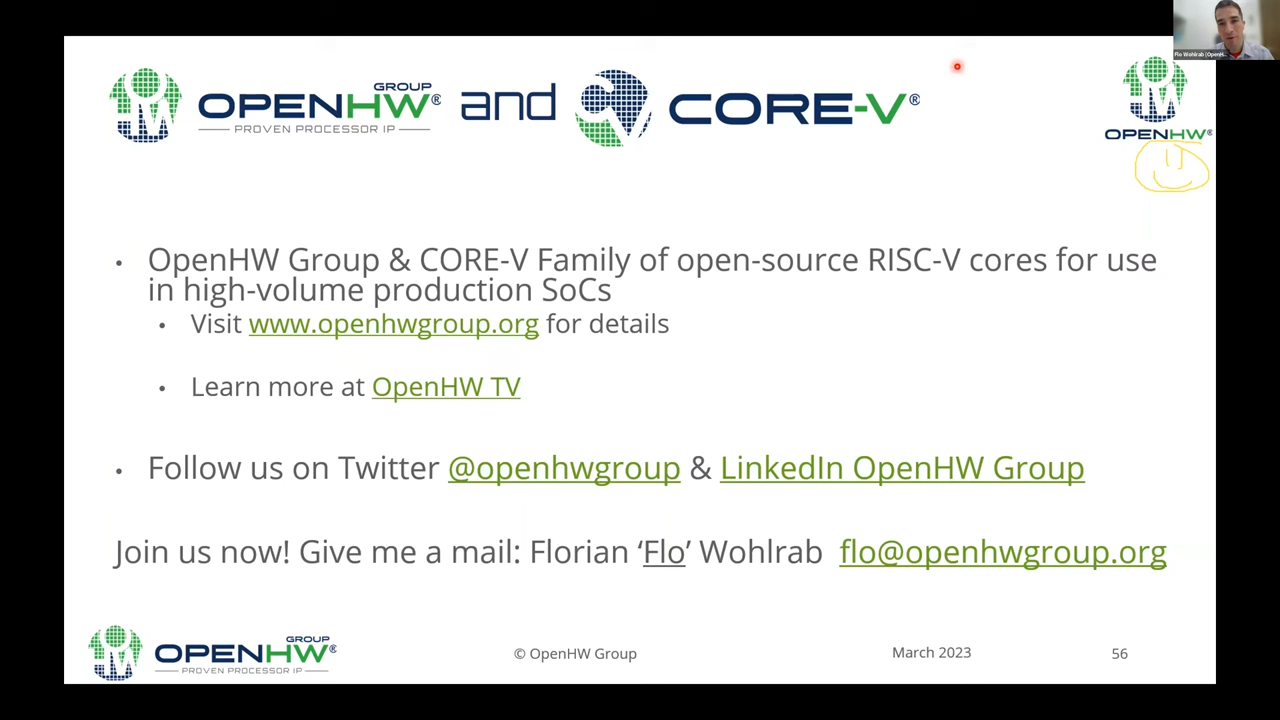 Flo Wohlrab (OpenH...
GROUP
OPENHW® and CORE-V®
PROVEN PROCESSOR IP
OPENHW®
• OpenHW Group & CORE-V Family of open-source RISC-V cores for use
in high-volume production SoCs
• Visit www.openhwgroup.org for details
• Learn more at OpenHW TV
• Follow us on Twitter @openhwgroup & LinkedIn OpenHW Group
Join us now! Give me a mail: Florian ‘Flo’ Wohlrab flo@openhwgroup.org
GROUP
OPENHW®
PROVEN PROCESSOR IP
© OpenHW Group
March 2023
56